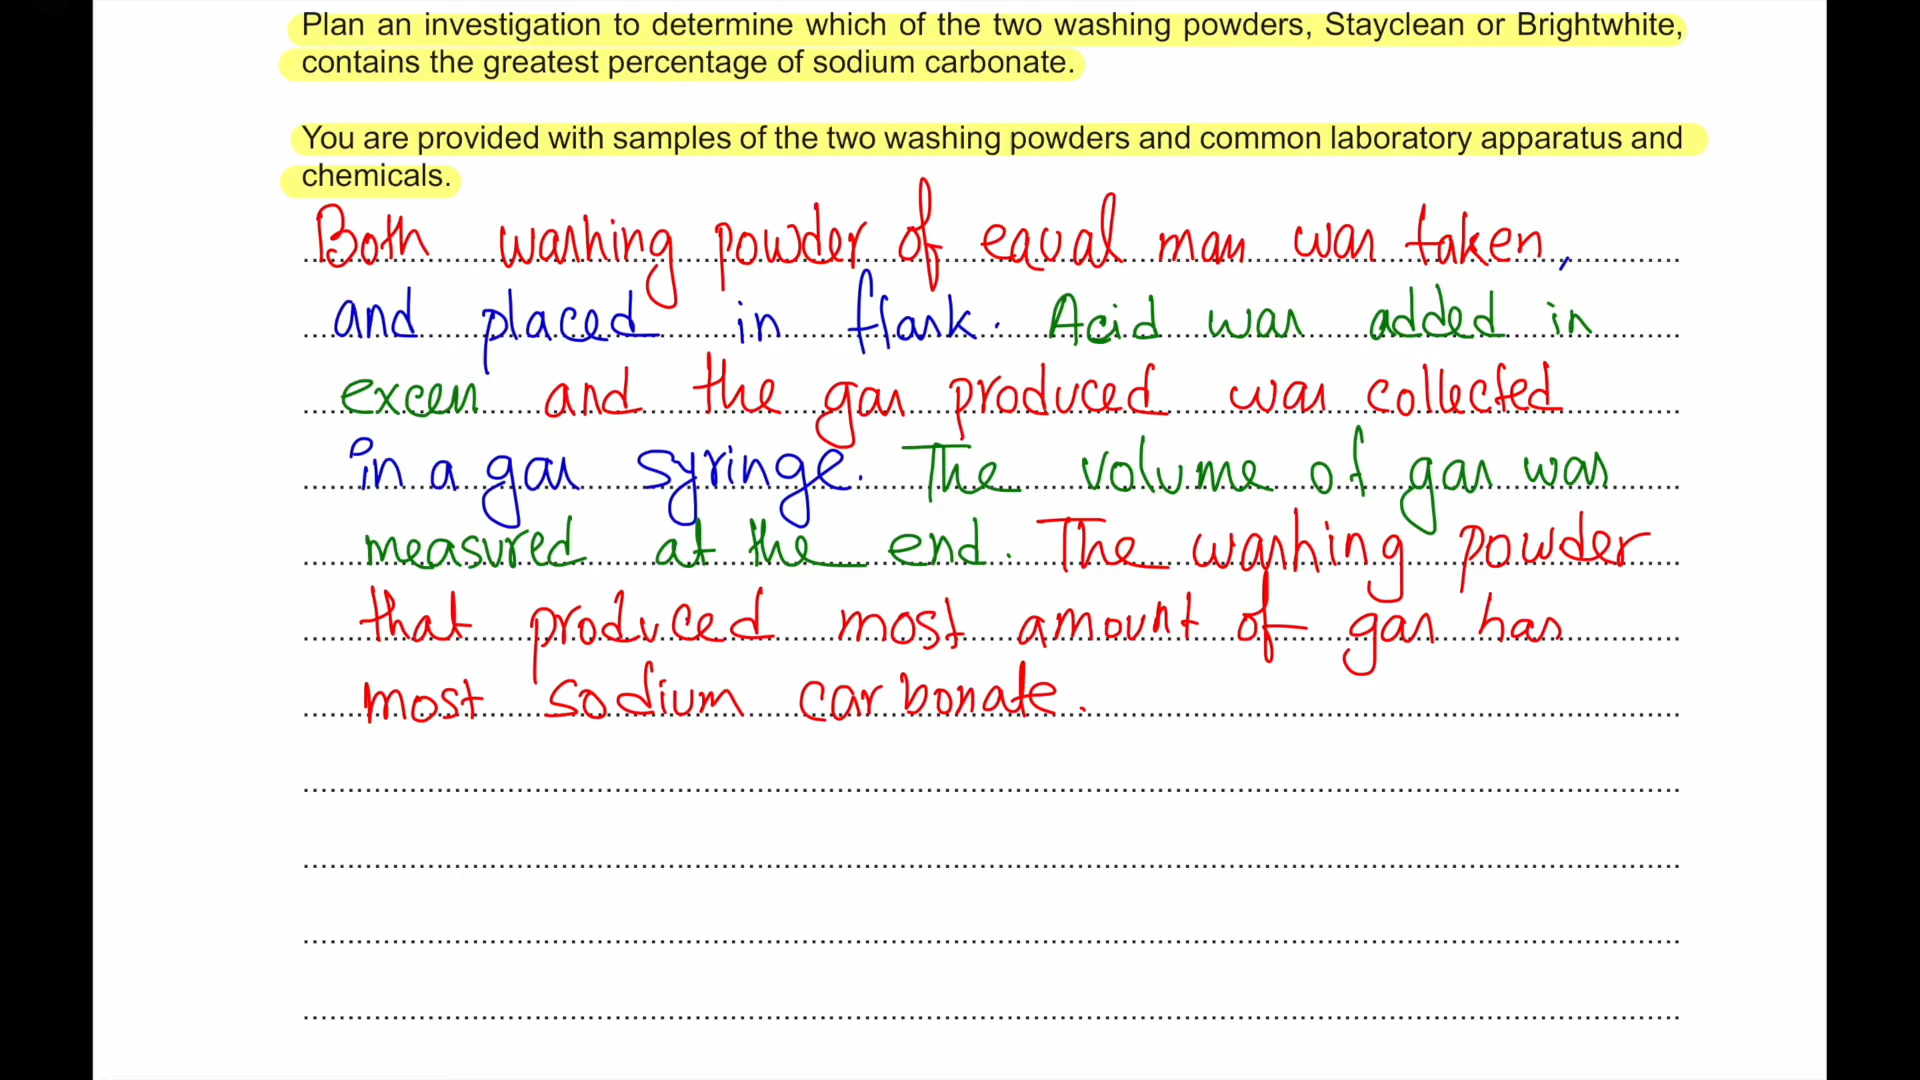 Plan an investigation to determine which of the two washing powders, Stayclean or Brightwhite,
contains the greatest percentage of sodium carbonate.
You are provided with samples of the two washing powders and common laboratory apparatus and
chemicals.
Both washing powder of equal mass was taken,
and placed in flask. Acid was added in
excess and the gas produced was collected
in a gas syringe. The volume of gas was
measured at the end. The washing powder
that produced most amount of gas has
most sodium carbonate.